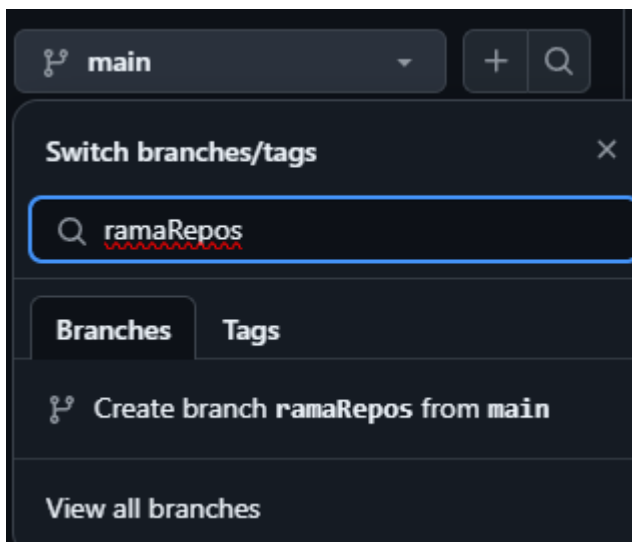 main
Switch branches/tags
ramaRepos
Branches Tags
Create branch ramaRepos from main
View all branches